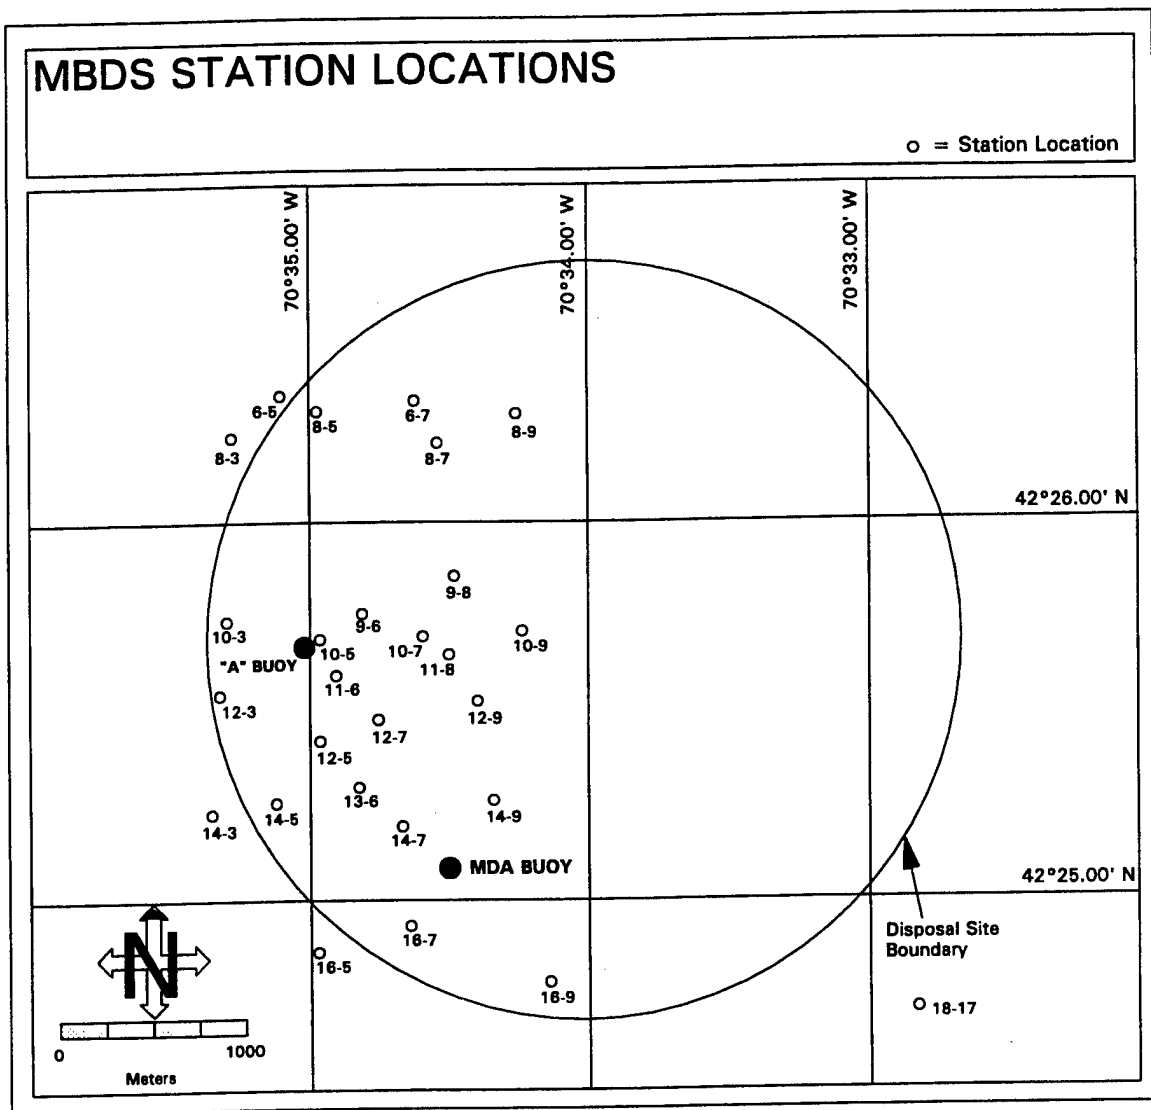 MBDS STATION LOCATIONS
o = Station Location
70°35.00' W
70°34.00' W
70°33.00' W
6-5
8-5
6-7
8-9
8-3
8-7
42°26.00' N
9-8
9-6
10-3
10-5
10-7
10-9
"A" BUOY
11-8
11-6
12-3
12-9
12-7
12-5
13-6
14-3
14-5
14-9
14-7
MDA BUOY
42°25.00' N
Disposal Site
Boundary
16-7
16-5
16-9
18-17
N
0
1000
Meters